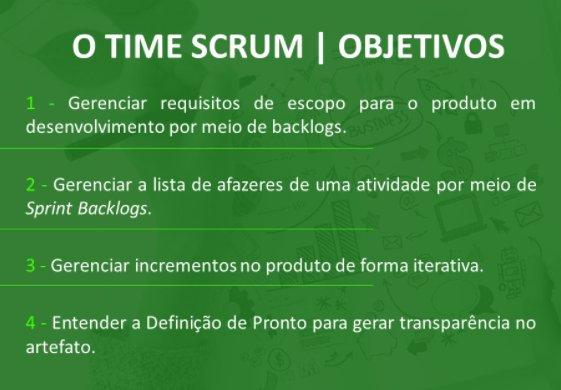 O TIME SCRUM | OBJETIVOS
1 - Gerenciar requisitos de escopo para o produto em
desenvolvimento por meio de backlogs.
2 - Gerenciar a lista de afazeres de uma atividade por meio de
Sprint Backlogs.
3 - Gerenciar incrementos no produto de forma iterativa.
4 - Entender a Definição de Pronto para gerar transparência no
artefato.
BUSINESS